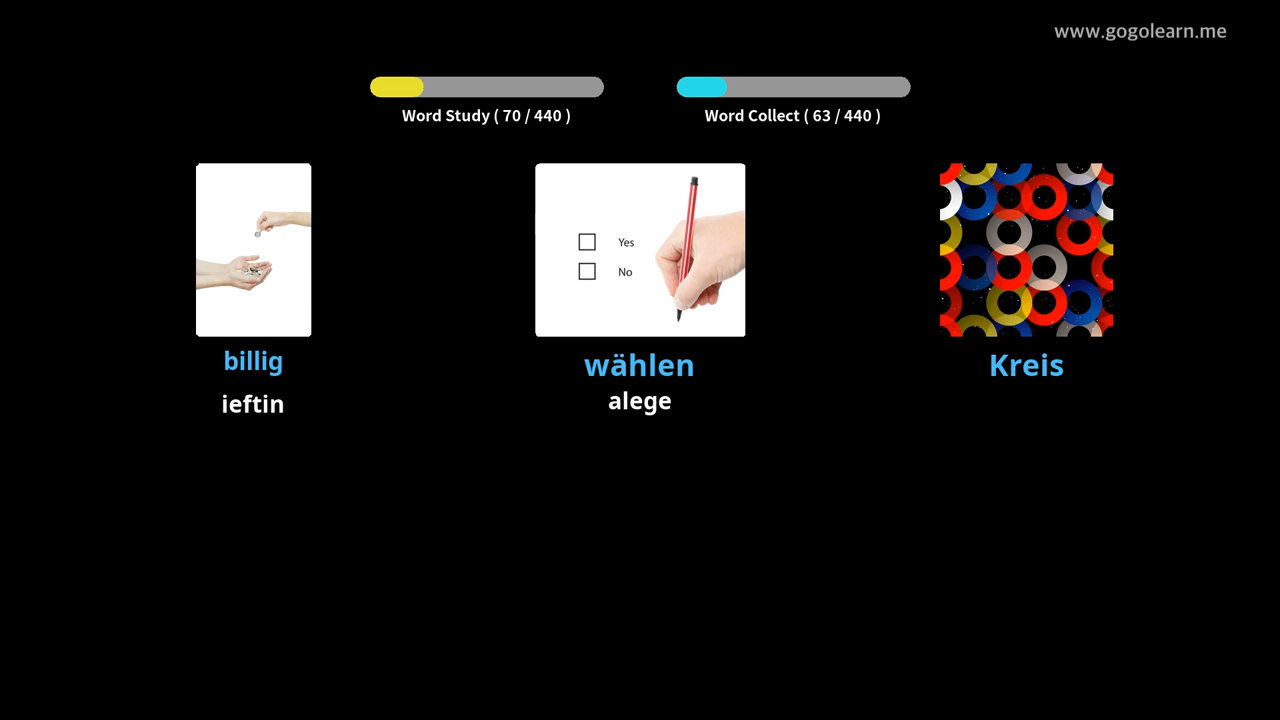 www.gogolearn.me
Word Study ( 70 / 440 )
Word Collect ( 63 / 440 )
Yes
No
billig
ieftin
wählen
alege
Kreis